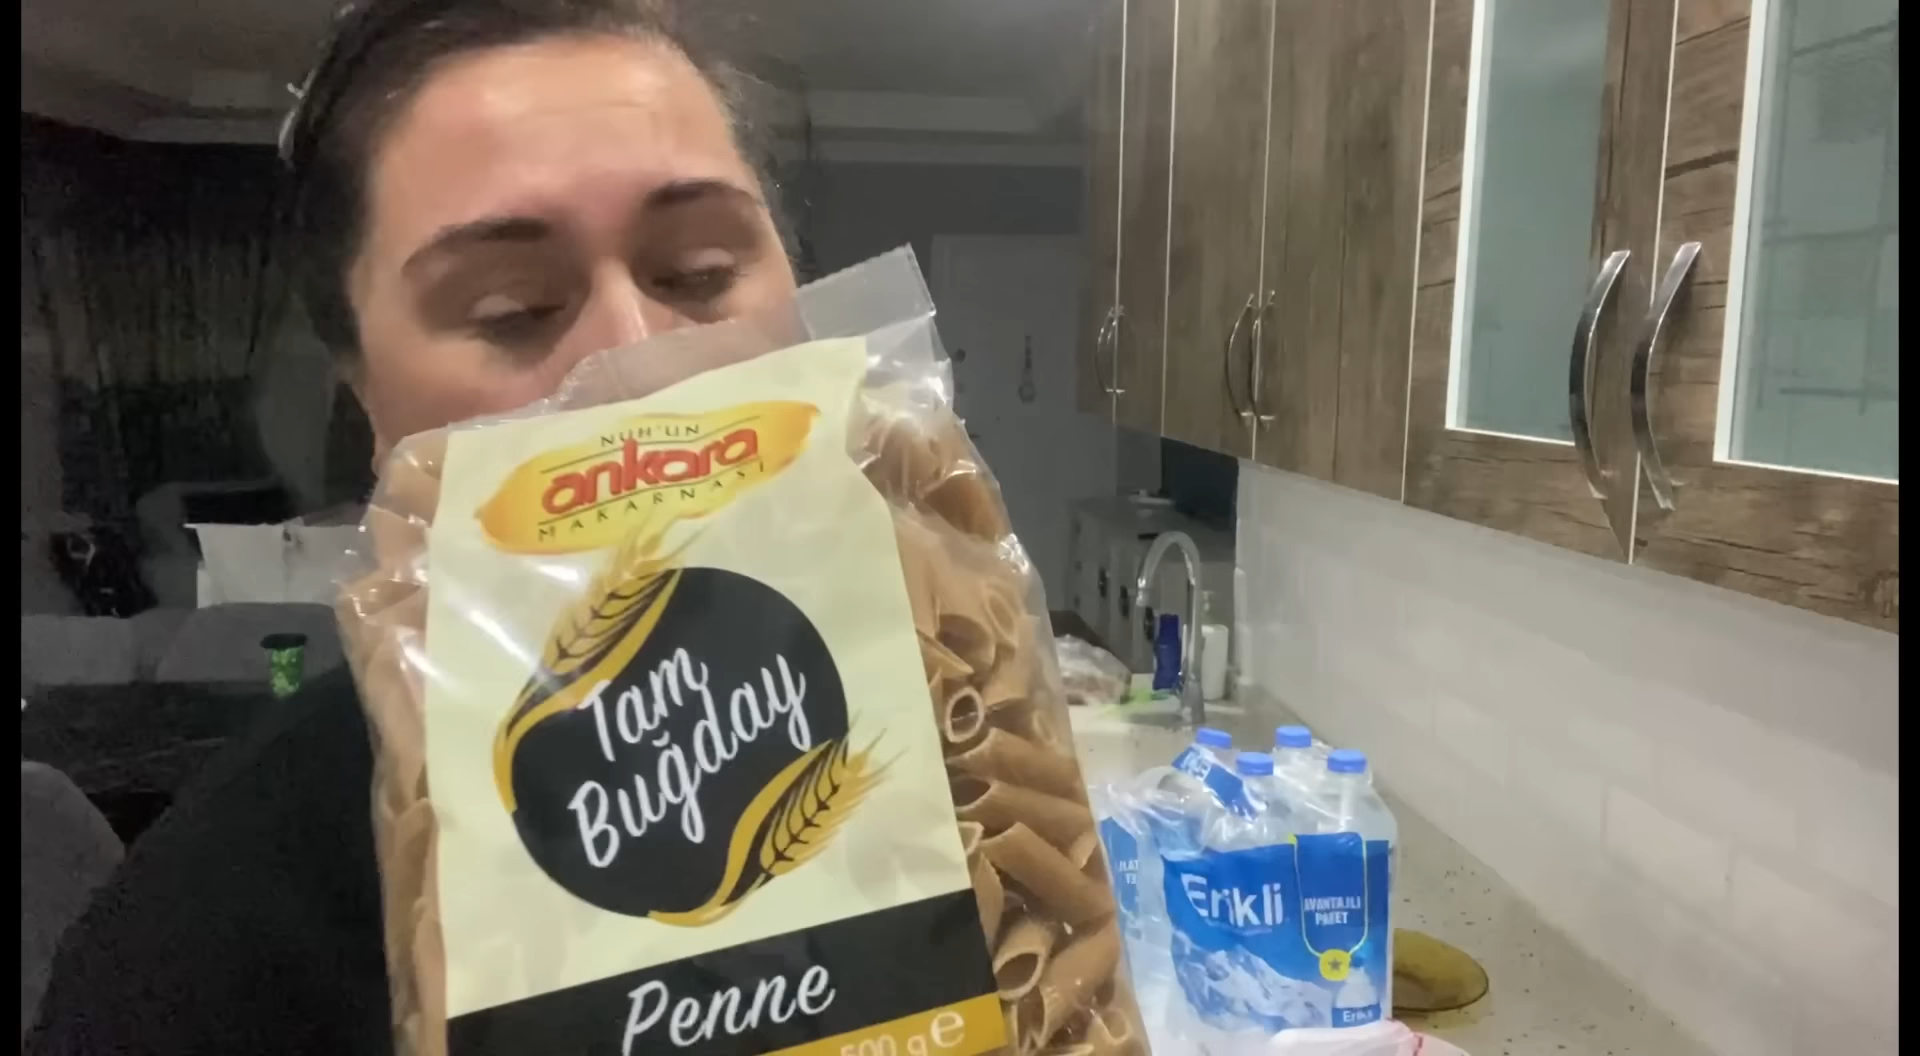 NUH'UN
ankara
MAKARNASI
Tam
Buğday
Penne
500 g e
Erikli
AVANTAJLI
PAKET
Erikli